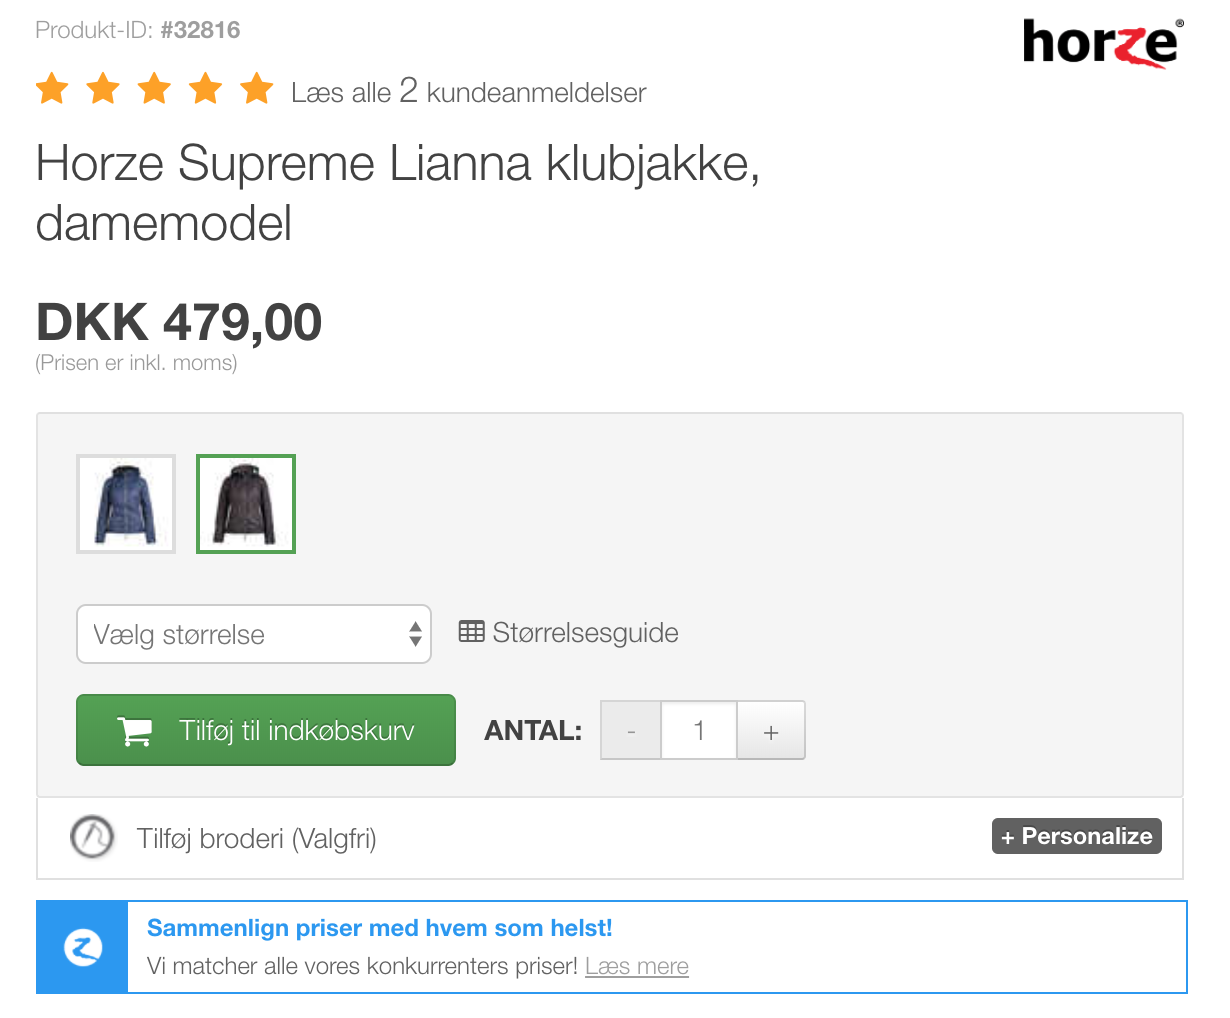 Produkt-ID: #32816
horze®
Læs alle 2 kundeanmeldelser
Horze Supreme Lianna klubjakke,
damemodel
DKK 479,00
(Prisen er inkl. moms)
Vælg størrelse
Størrelsesguide
Tilføj til indkøbskurv
ANTAL:
- 1 +
Tilføj broderi (Valgfri)
+ Personalize
Sammenlign priser med hvem som helst!
Vi matcher alle vores konkurrenters priser! Læs mere